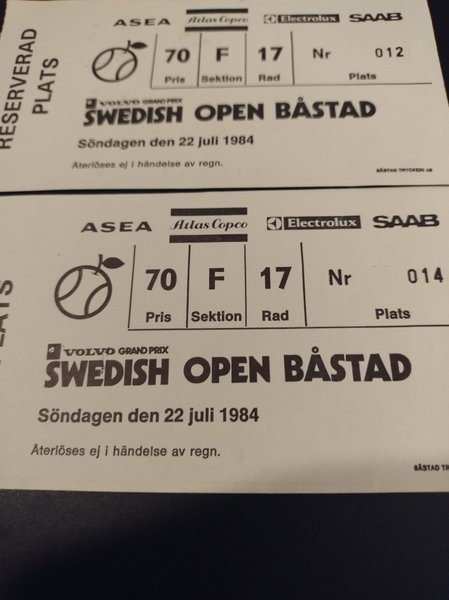 RESERVERAD
PLATS
ASEA Atlas Copco Electrolux SAAB
70 F 17 Nr 012
Pris Sektion Rad Plats
VOLVO GRAND PRIX
SWEDISH OPEN BÅSTAD
Söndagen den 22 juli 1984
Återlöses ej i händelse av regn.
BÅSTAD TRYCKERI AB
PLATS
ASEA Atlas Copco Electrolux SAAB
70 F 17 Nr 014
Pris Sektion Rad Plats
VOLVO GRAND PRIX
SWEDISH OPEN BÅSTAD
Söndagen den 22 juli 1984
Återlöses ej i händelse av regn.
BÅSTAD TR